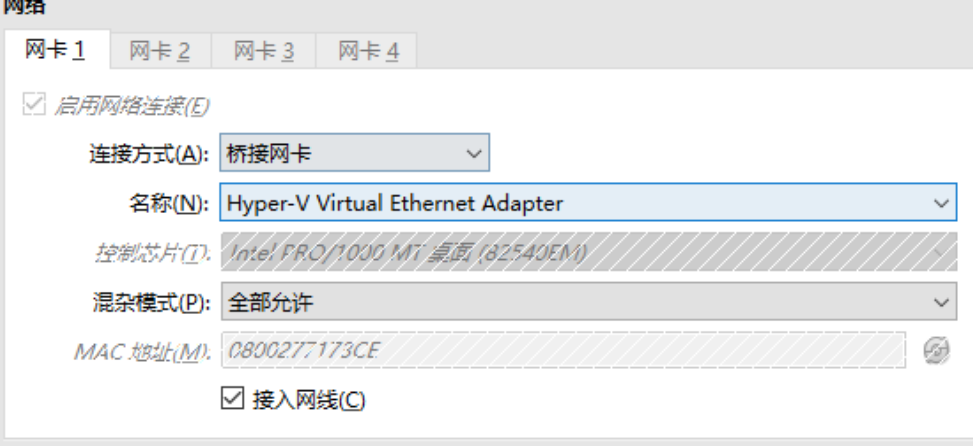 网络
网卡 1 网卡 2 网卡 3 网卡 4
启用网络连接(E)
连接方式(A): 桥接网卡
名称(N): Hyper-V Virtual Ethernet Adapter
控制芯片(T): Intel PRO/1000 MT 桌面 (82540EM)
混杂模式(P): 全部允许
MAC 地址(M): 0800277173CE
接入网线(C)